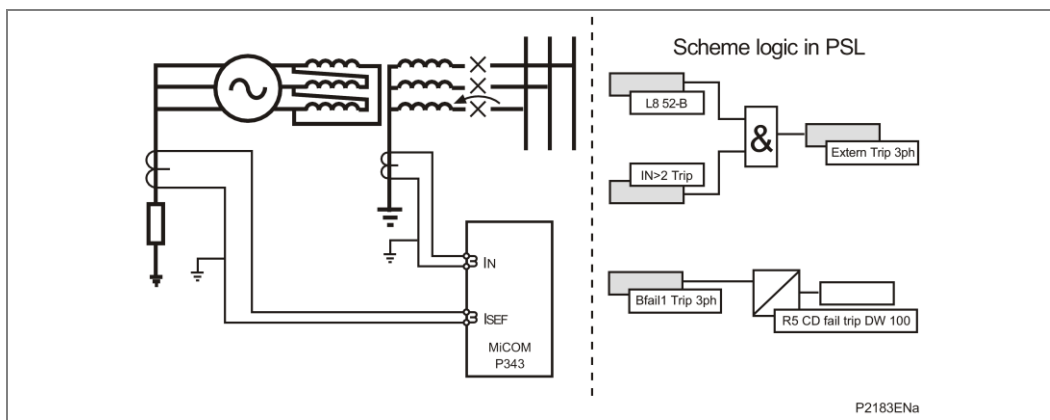 Scheme logic in PSL
L8 52-B
&
Extern Trip 3ph
IN>2 Trip
IN
ISEF
MiCOM
P343
Bfail1 Trip 3ph
R5 CD fail trip DW 100
P2183ENa